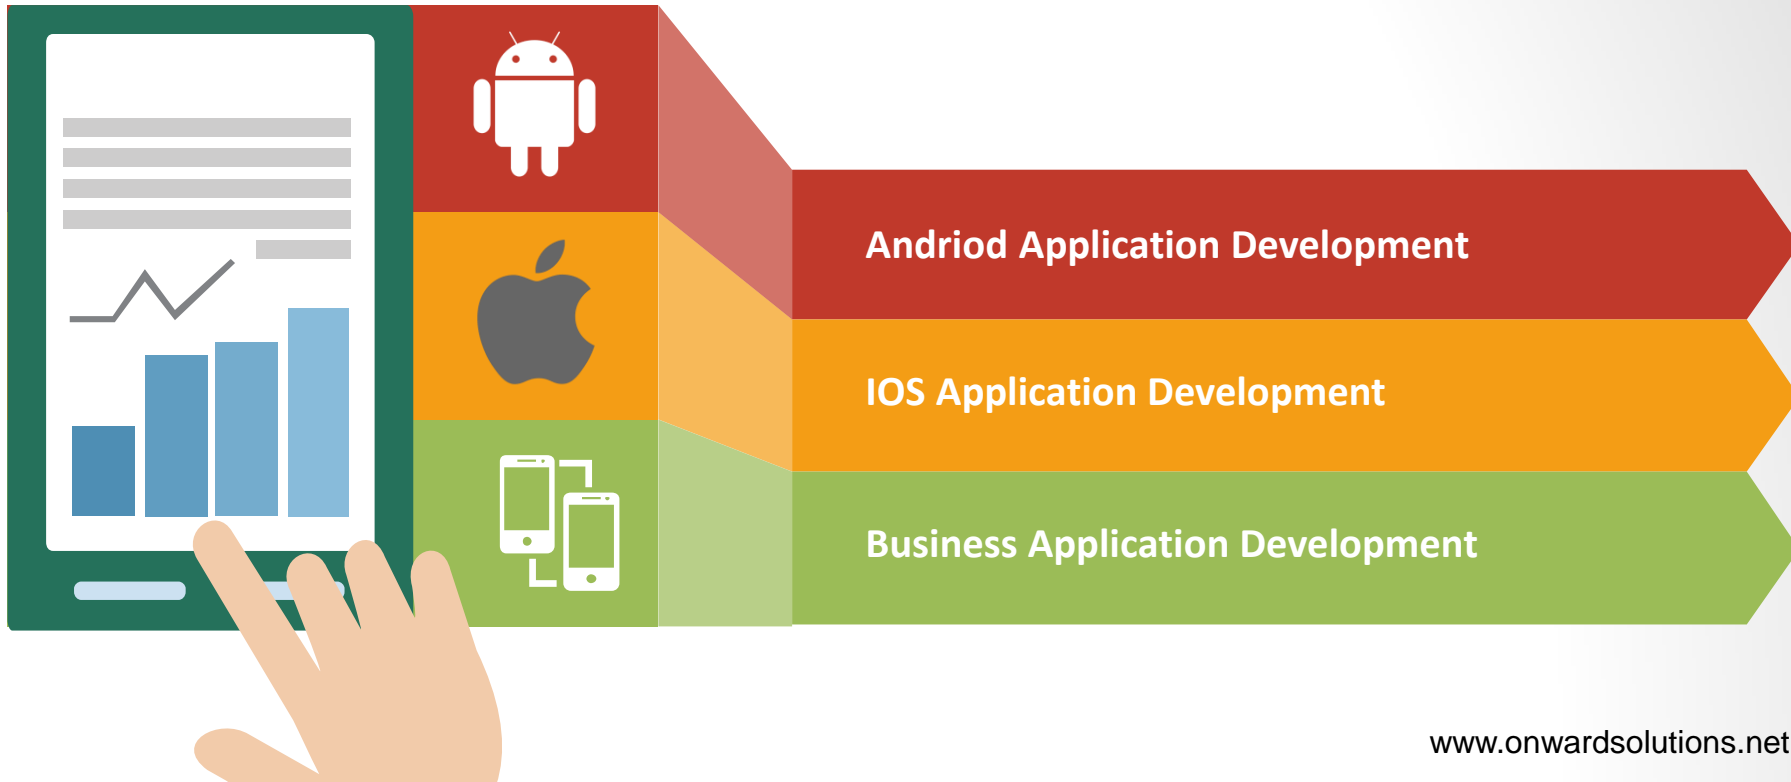 Andriod Application Development
IOS Application Development
Business Application Development
www.onwardsolutions.net